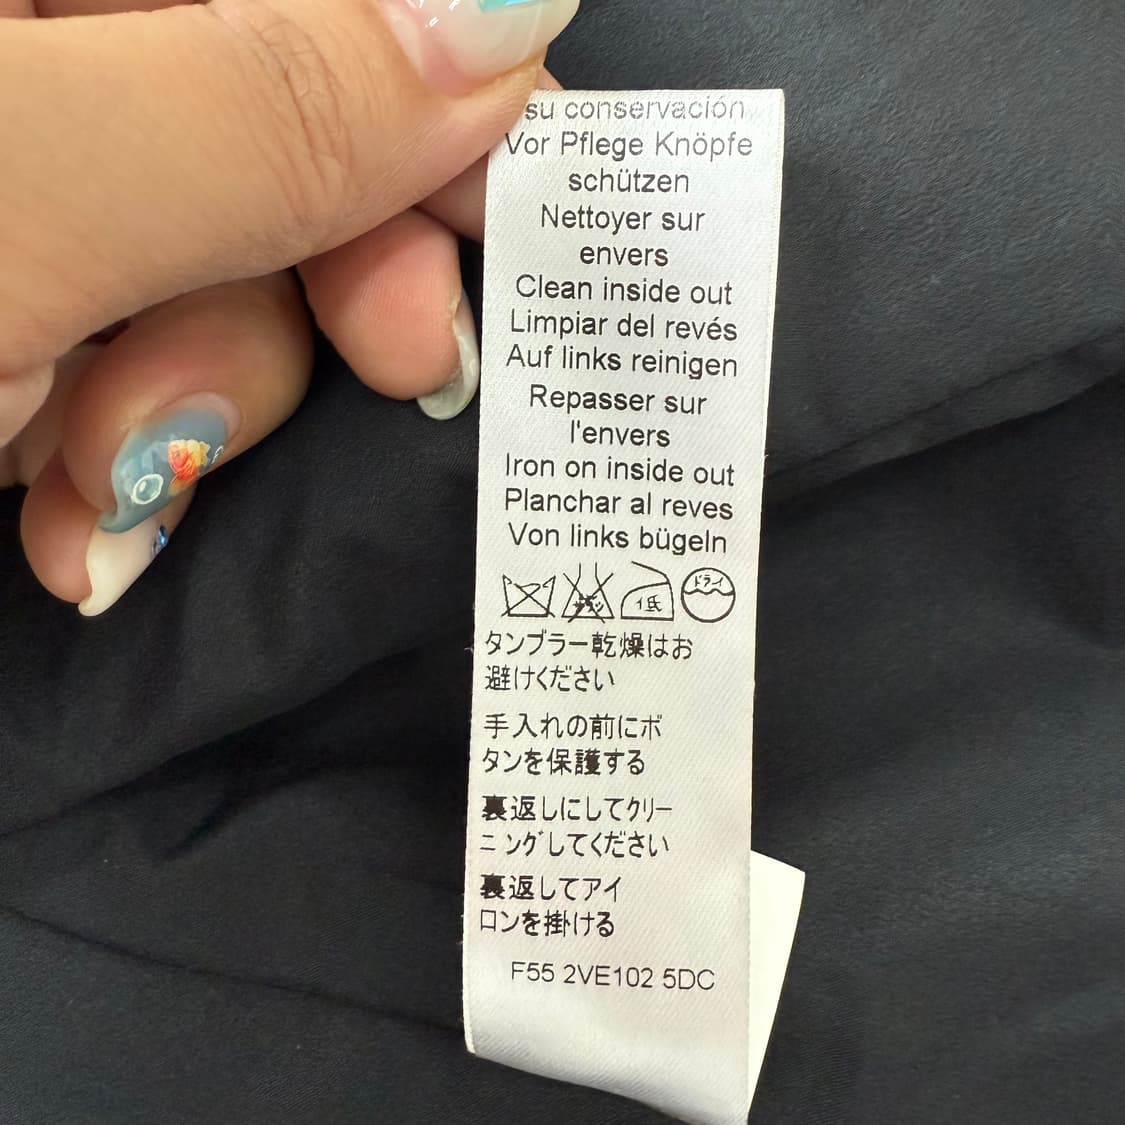 su conservación
Vor Pflege Knöpfe
schützen
Nettoyer sur
envers
Clean inside out
Limpiar del revés
Auf links reinigen
Repasser sur
l'envers
Iron on inside out
Planchar al reves
Von links bügeln
低 ドライ
タンブラー乾燥はお
避けください
手入れの前にボ
タンを保護する
裏返しにしてクリー
ニングしてください
裏返してアイ
ロンを掛ける
F55 2VE102 5DC